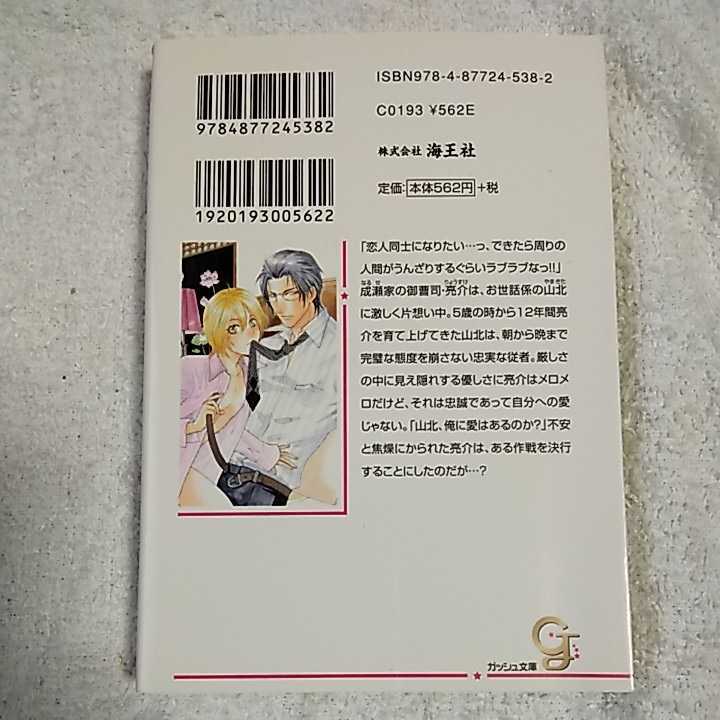 ISBN978-4-87724-538-2
9784877245382
C0193 ¥562E
株式会社 海王社
定価:本体562円+税
1920193005622
「恋人同士になりたい…っ、できたら周りの
人間がうんざりするぐらいラブラブなっ!!」
成瀬家の御曹司・亮介は、お世話係の山北
に激しく片想い中。5歳の時から12年間亮
介を育て上げてきた山北は、朝から晩まで
完璧な態度を崩さない忠実な従者。厳しさ
の中に見え隠れする優しさに亮介はメロメ
ロだけど、それは忠誠であって自分への愛
じゃない。「山北、俺に愛はあるのか?」不安
と焦燥にかられた亮介は、ある作戦を決行
することにしたのだが…?
ガッシュ文庫